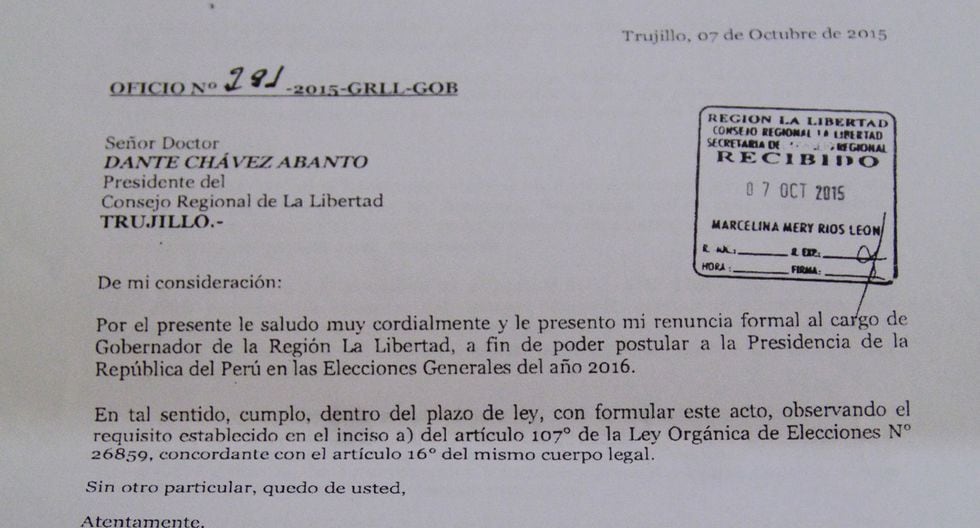 Trujillo, 07 de Octubre de 2015
OFICIO Nº 291-2015-GRLL-GOB
Señor Doctor
DANTE CHÁVEZ ABANTO
Presidente del
Consejo Regional de La Libertad
TRUJILLO.-
REGION LA LIBERTAD
CONSEJO REGIONAL LA LIBERTAD
SECRETARIA DE REGIONAL
RECIBIDO
07 OCT 2015
MARCELINA MERY RIOS LEON
R. EXP.:
HORA: FIRMA:
De mi consideración:
Por el presente le saludo muy cordialmente y le presento mi renuncia formal al cargo de
Gobernador de la Región La Libertad, a fin de poder postular a la Presidencia de la
República del Perú en las Elecciones Generales del año 2016.
En tal sentido, cumplo, dentro del plazo de ley, con formular este acto, observando el
requisito establecido en el inciso a) del artículo 107º de la Ley Orgánica de Elecciones Nº
26859, concordante con el artículo 16º del mismo cuerpo legal.
Sin otro particular, quedo de usted,
Atentamente,